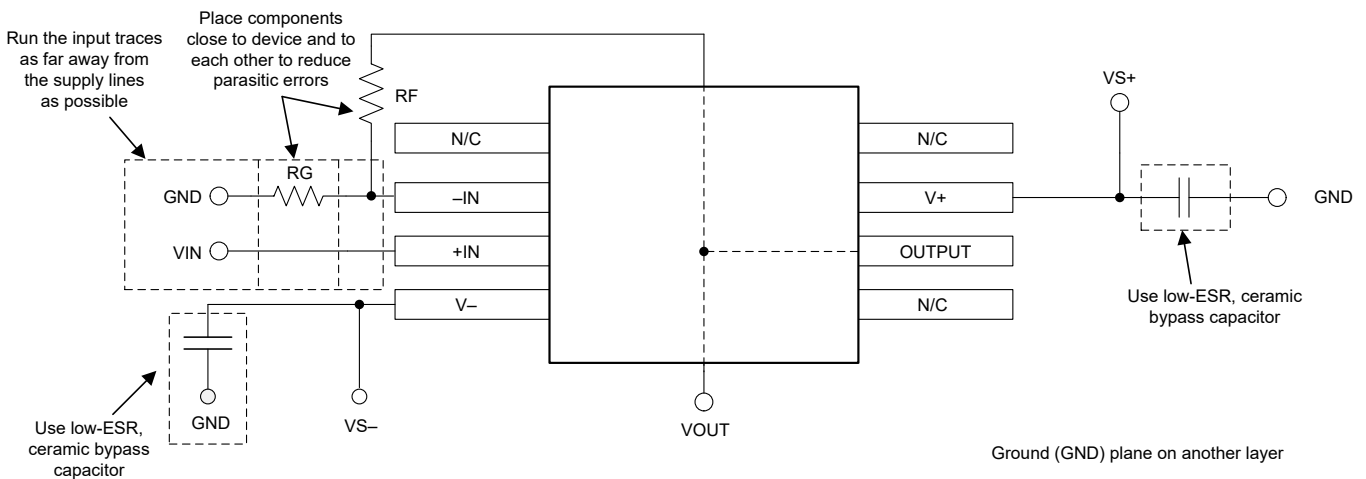 Run the input traces
as far away from
the supply lines
as possible
Place components
close to device and to
each other to reduce
parasitic errors
RF
VS+
N/C
N/C
RG
GND
–IN
V+
GND
VIN
+IN
OUTPUT
V–
N/C
Use low-ESR, ceramic
bypass capacitor
GND
VS–
VOUT
Use low-ESR,
ceramic bypass
capacitor
Ground (GND) plane on another layer